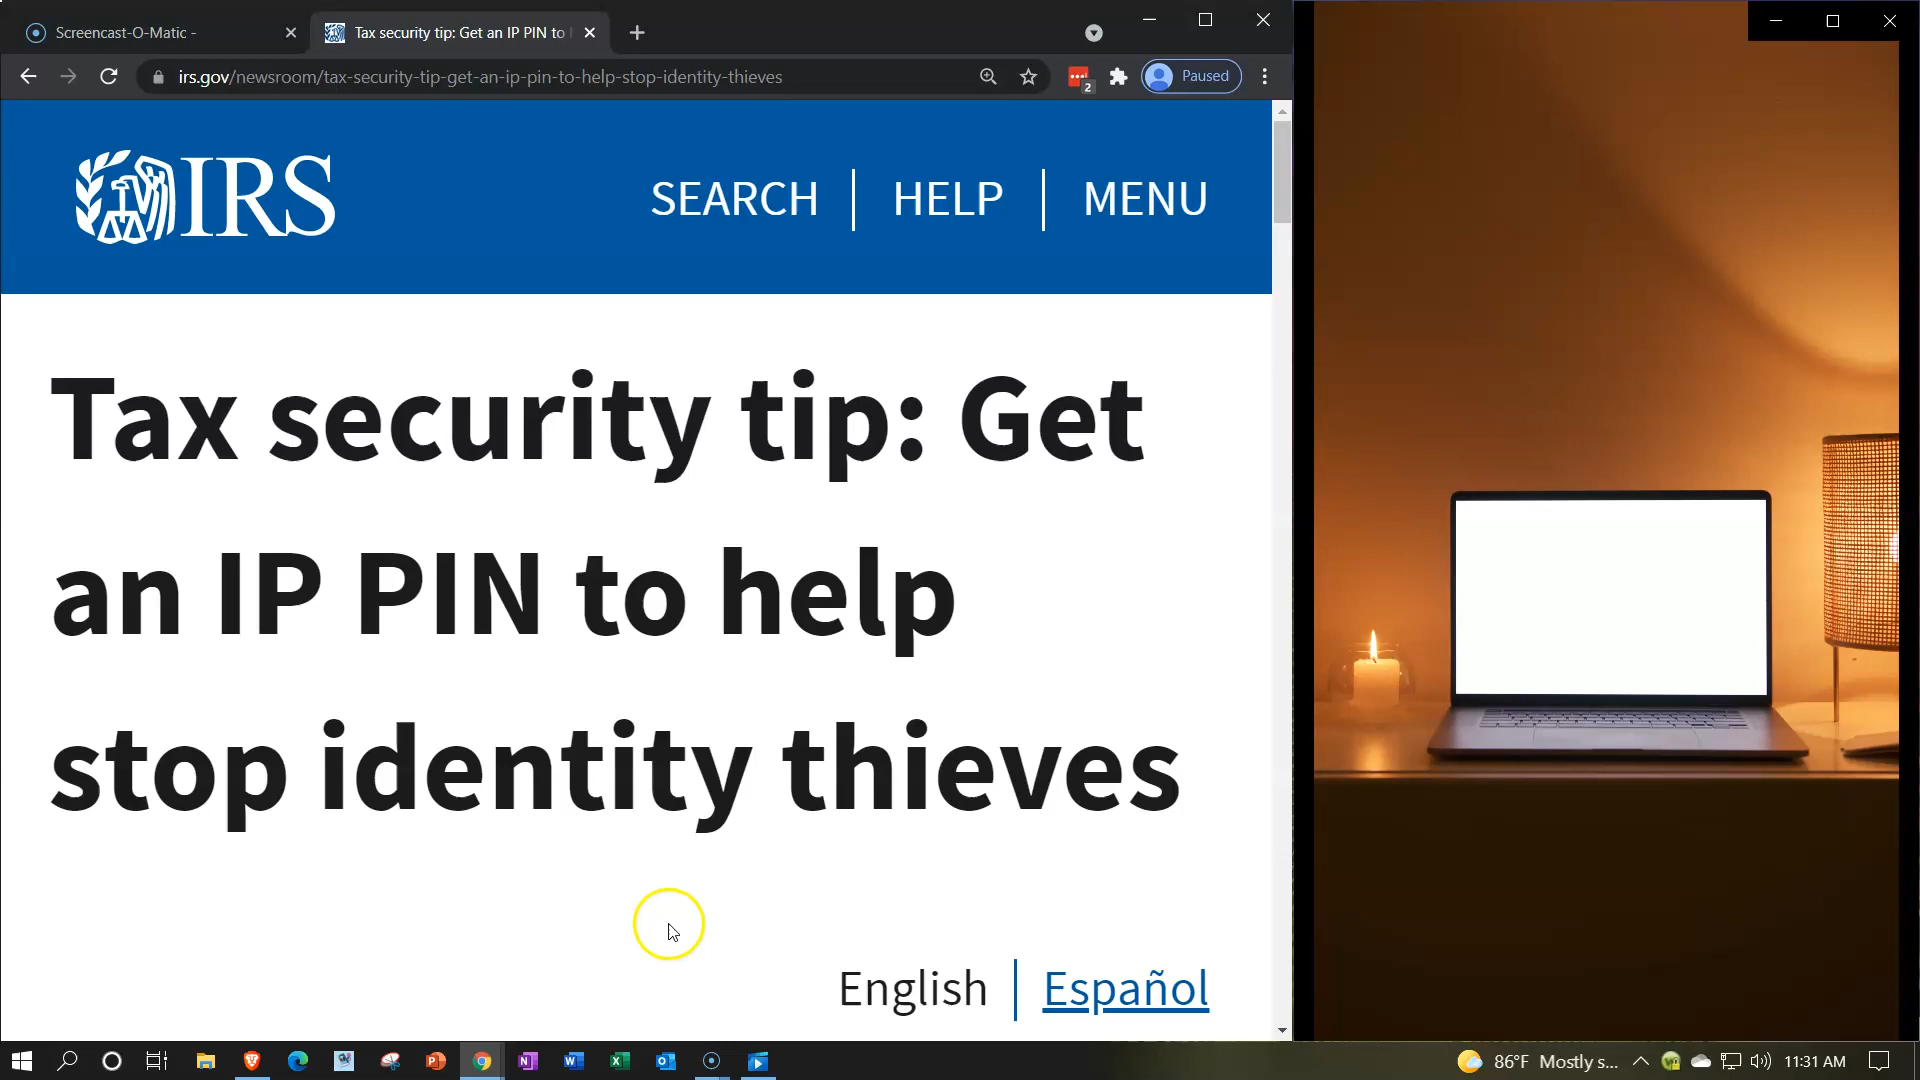 Screencast-O-Matic -
Tax security tip: Get an IP PIN to
irs.gov/newsroom/tax-security-tip-get-an-ip-pin-to-help-stop-identity-thieves
2
Paused
IRS
SEARCH
HELP
MENU
Tax security tip: Get
an IP PIN to help
stop identity thieves
English
Español
86°F Mostly s...
11:31 AM